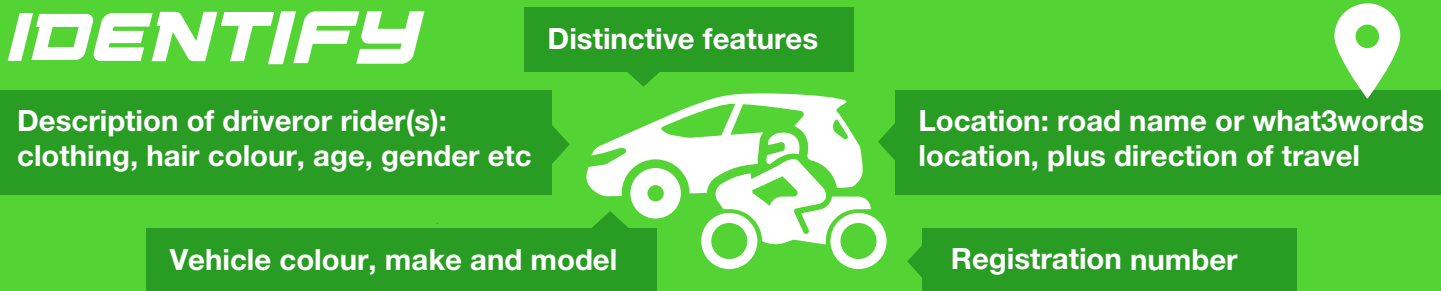 IDENTIFY
Distinctive features
Description of driveror rider(s):
clothing, hair colour, age, gender etc
Location: road name or what3words
location, plus direction of travel
Vehicle colour, make and model
Registration number